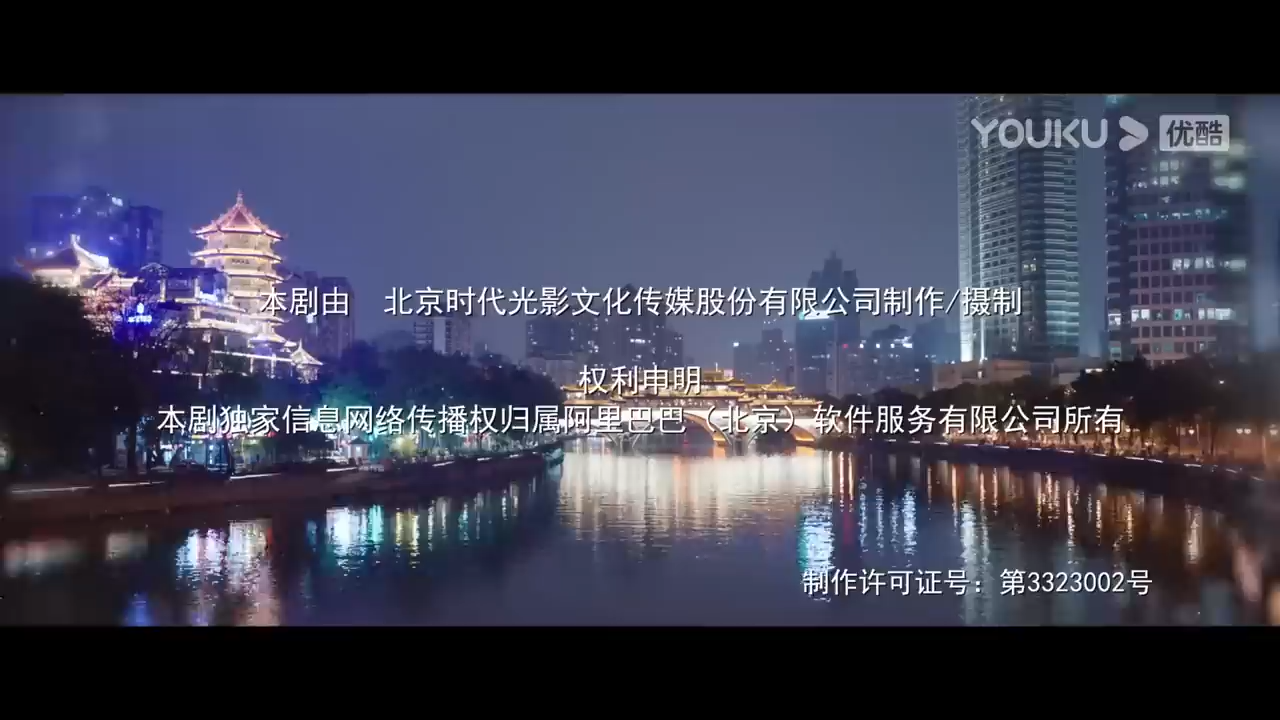 YOUKU 优酷
本剧由 北京时代光影文化传媒股份有限公司制作/摄制
权利申明
本剧独家信息网络传播权归属阿里巴巴（北京）软件服务有限公司所有.
制作许可证号：第3323002号